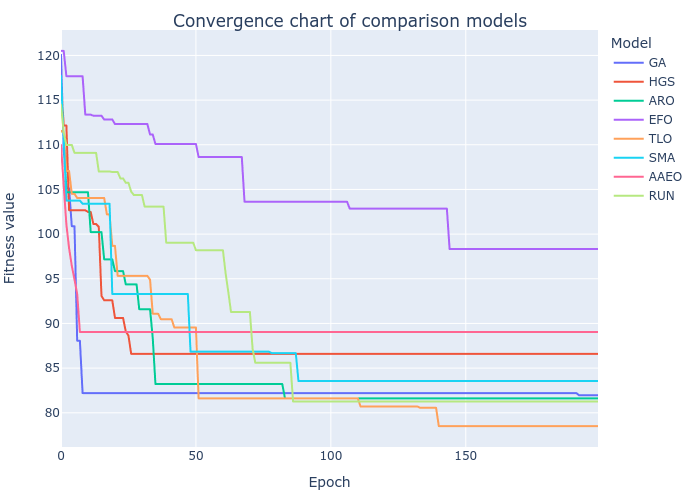 Convergence chart of comparison models
Model
GA
HGS
ARO
EFO
TLO
SMA
AAEO
RUN
Fitness value
120
115
110
105
100
95
90
85
80
0
50
100
150
Epoch